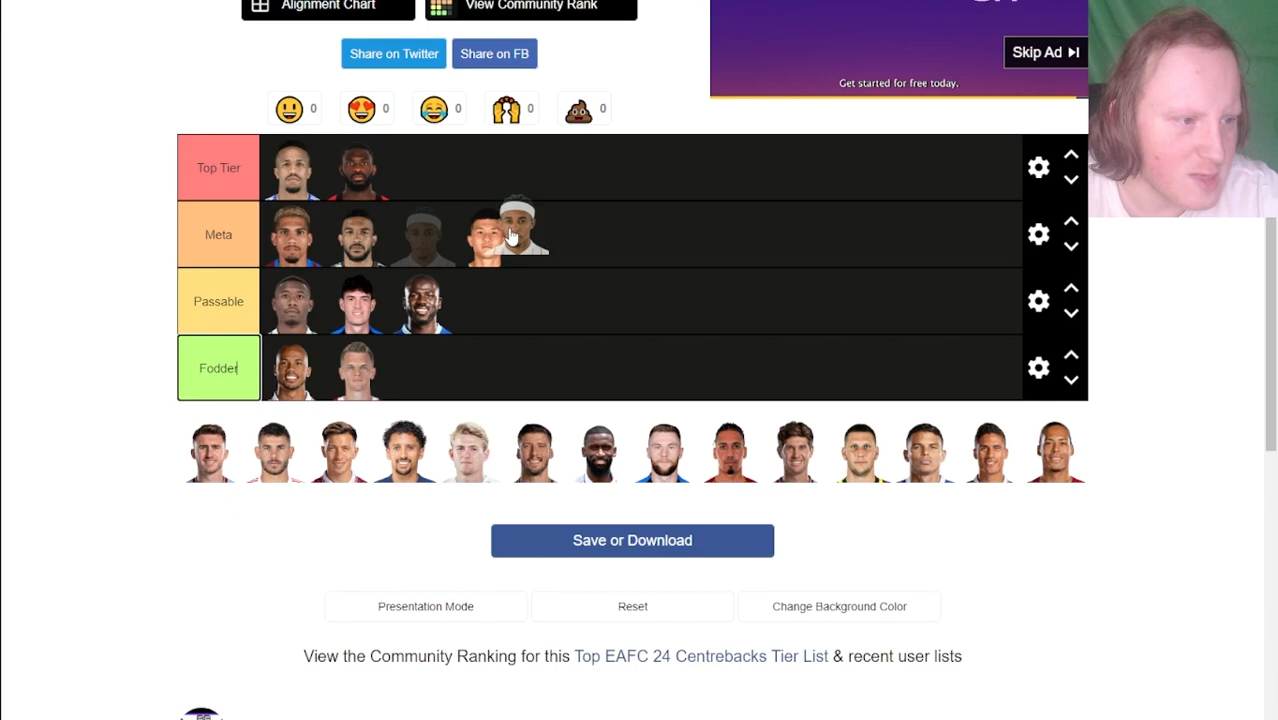 Alignment Chart
View Community Rank
Share on Twitter
Share on FB
Skip Ad
Get started for free today.
0
0
0
0
0
Top Tier
Meta
Passable
Fodder
Save or Download
Presentation Mode
Reset
Change Background Color
View the Community Ranking for this Top EAFC 24 Centrebacks Tier List & recent user lists